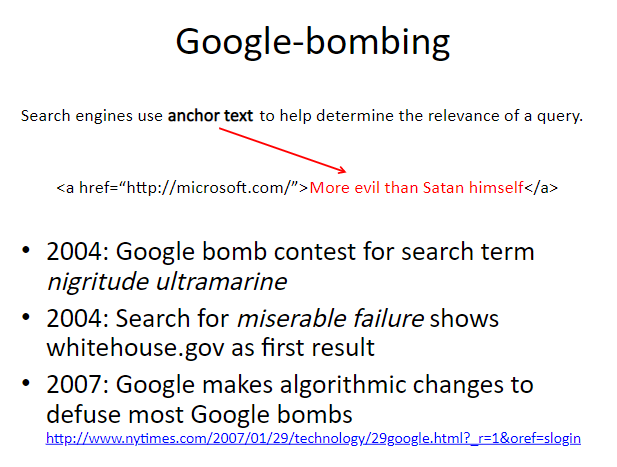 Google-bombing
Search engines use anchor text to help determine the relevance of a query.
<a href=“http://microsoft.com/”>More evil than Satan himself</a>
• 2004: Google bomb contest for search term
nigritude ultramarine
• 2004: Search for miserable failure shows
whitehouse.gov as first result
• 2007: Google makes algorithmic changes to
defuse most Google bombs
http://www.nytimes.com/2007/01/29/technology/29google.html?_r=1&oref=slogin